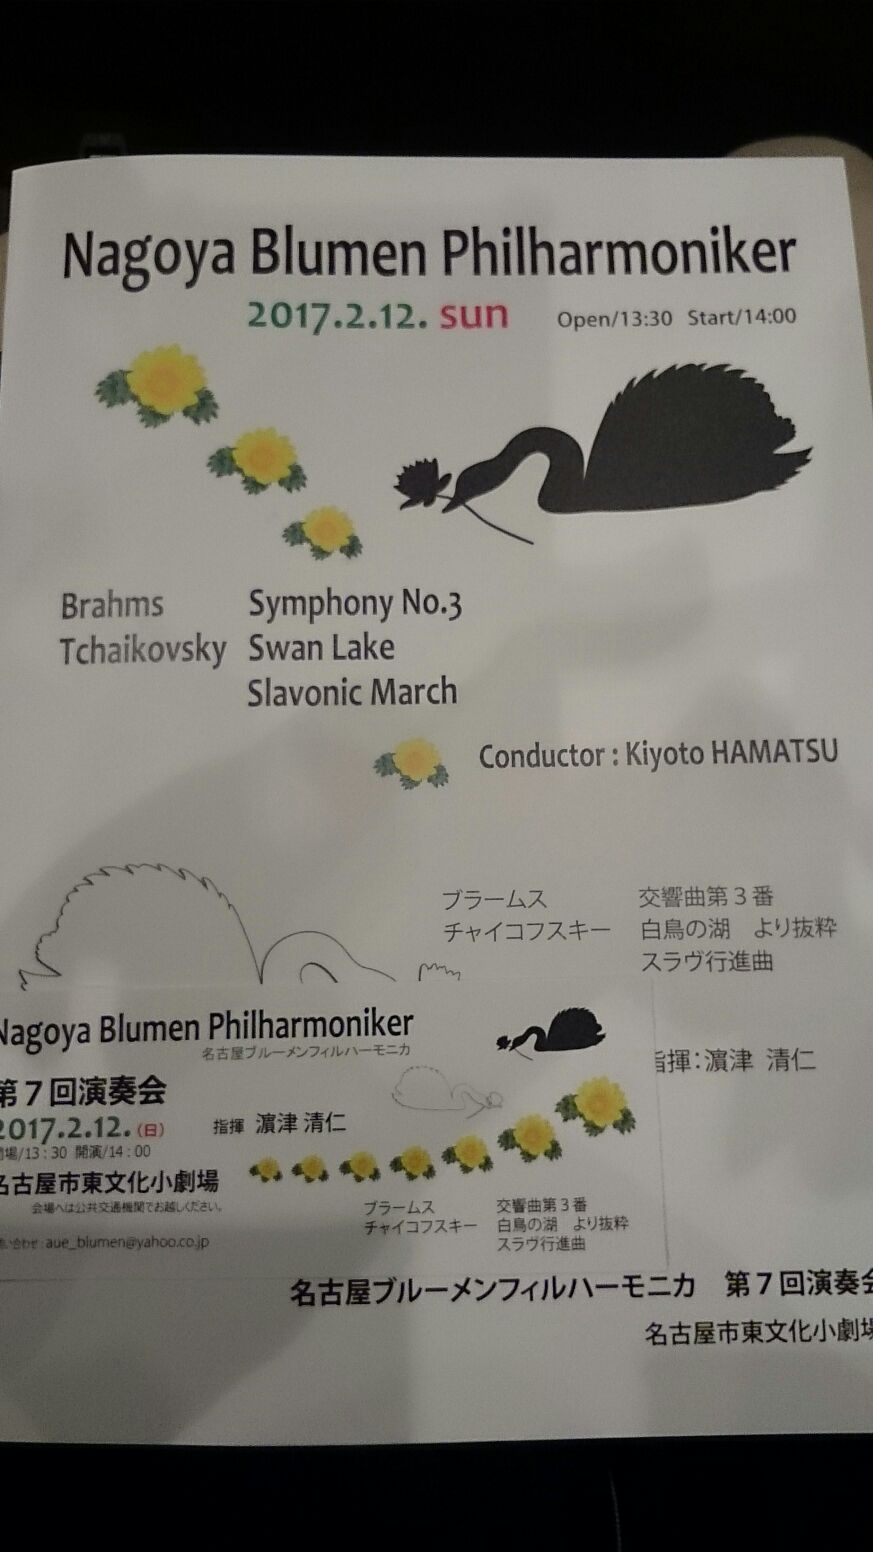 Nagoya Blumen Philharmoniker
2017.2.12. sun Open/13:30 Start/14:00
Brahms Symphony No.3
Tchaikovsky Swan Lake
Slavonic March
Conductor : Kiyoto HAMATSU
ブラームス 交響曲第3番
チャイコフスキー 白鳥の湖 より抜粋
スラヴ行進曲
指揮:濵津 清仁
Nagoya Blumen Philharmoniker
名古屋ブルーメンフィルハーモニカ
第7回演奏会
2017.2.12.(日)
場/13:30 開演/14:00
指揮 濵津 清仁
名古屋市東文化小劇場
会場へは公共交通機関でお越しください。
ブラームス 交響曲第3番
チャイコフスキー 白鳥の湖 より抜粋
スラヴ行進曲
い合わせ:aue_blumen@yahoo.co.jp
名古屋ブルーメンフィルハーモニカ 第7回演奏会
名古屋市東文化小劇場